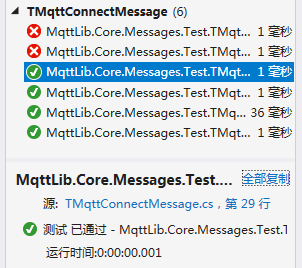 TMqttConnectMessage (6)
MqttLib.Core.Messages.Test.TMqt... 1 毫秒
MqttLib.Core.Messages.Test.TMqt... 1 毫秒
MqttLib.Core.Messages.Test.TMqt... 1 毫秒
MqttLib.Core.Messages.Test.TMqt... 1 毫秒
MqttLib.Core.Messages.Test.TMq... 36 毫秒
MqttLib.Core.Messages.Test.TMqt... 1 毫秒
MqttLib.Core.Messages.Test.... 全部复制
源: TMqttConnectMessage.cs,第 29 行
测试 已通过 - MqttLib.Core.Messages.Test.T
运行时间:0:00:00.001